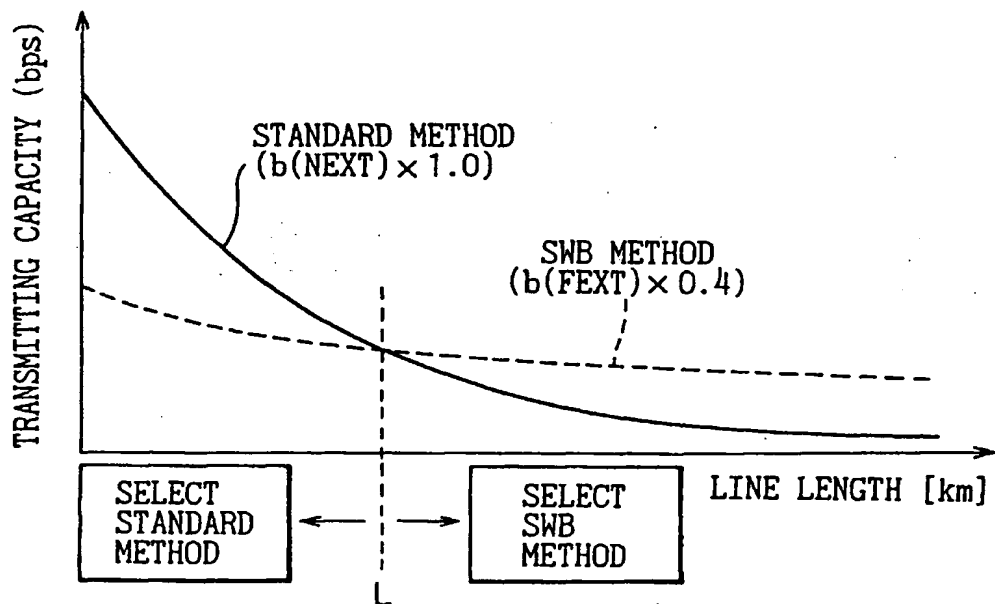 TRANSMITTING CAPACITY (bps)
STANDARD METHOD
(b(NEXT)×1.0)
SWB METHOD
(b(FEXT)×0.4)
LINE LENGTH [km]
SELECT
STANDARD
METHOD
SELECT
SWB
METHOD
L